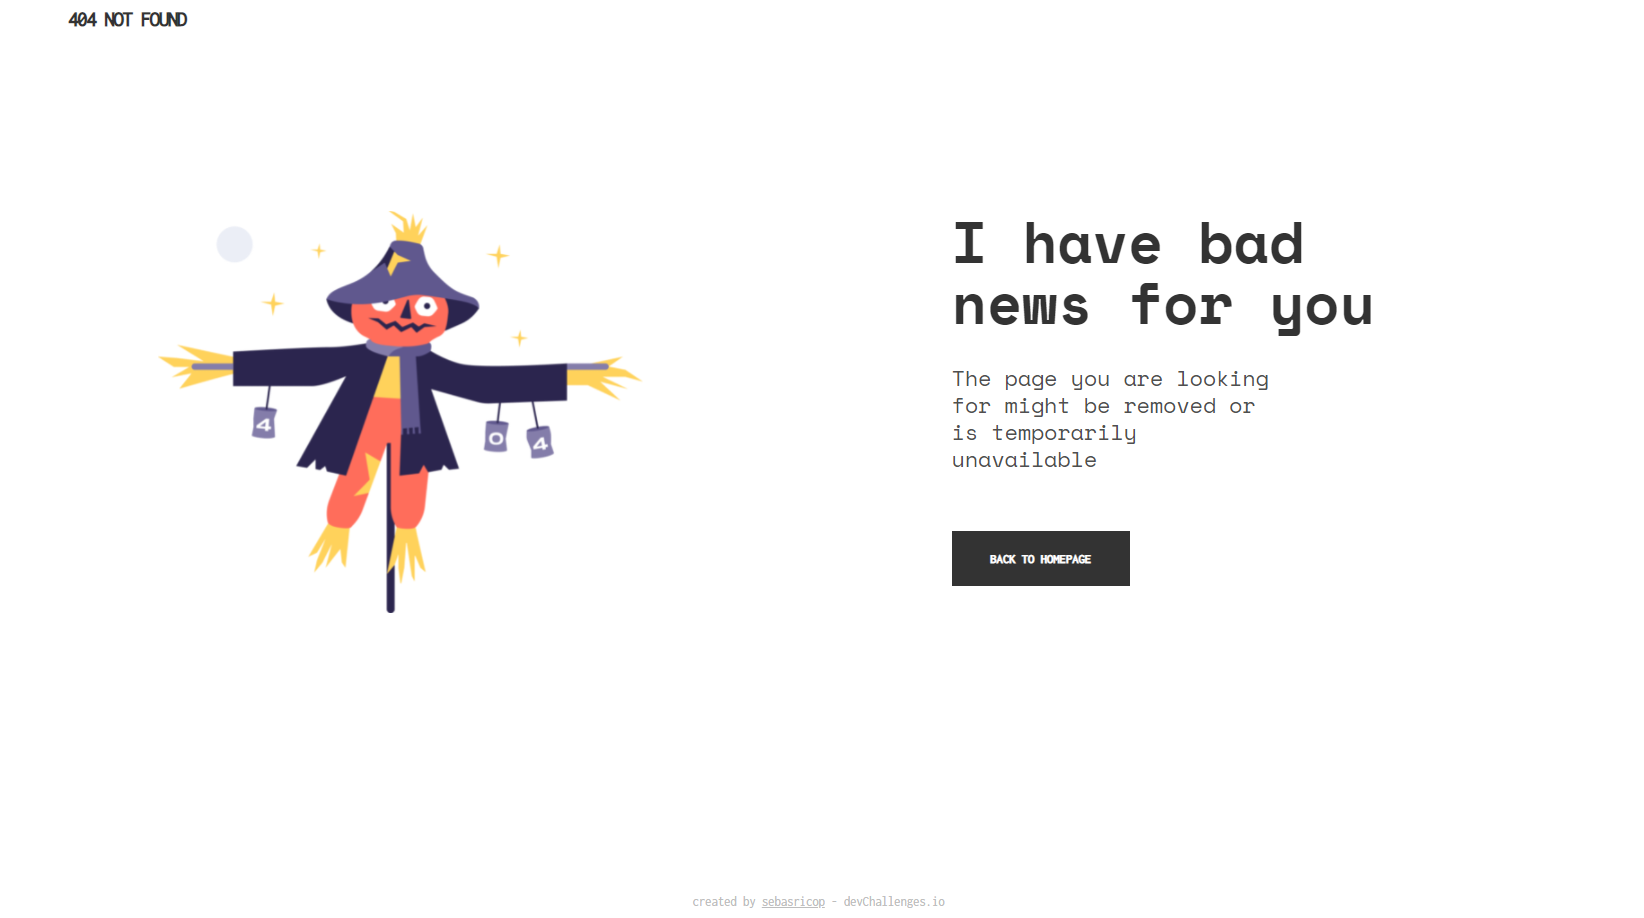 404 NOT FOUND
4
0
4
I have bad
news for you
The page you are looking
for might be removed or
is temporarily
unavailable
BACK TO HOMEPAGE
created by sebasricop - devChallenges.io